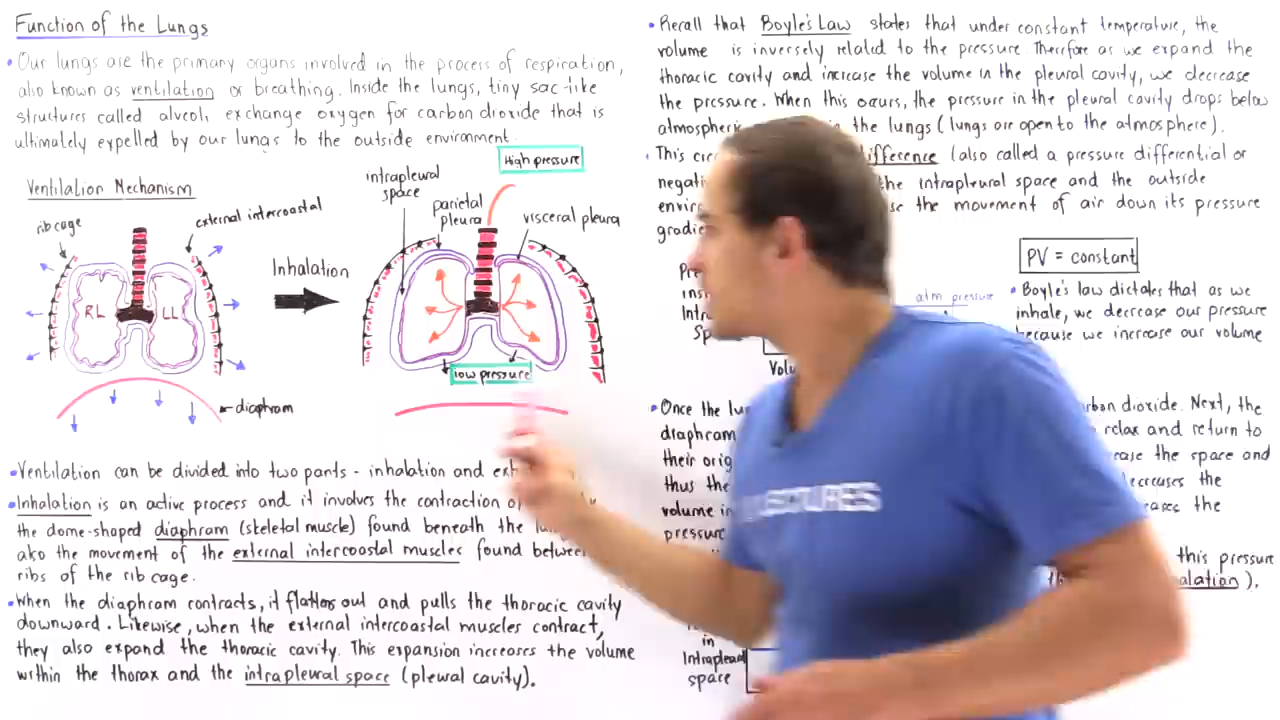 Function of the Lungs
• Our lungs are the primary organs involved in the process of respiration,
also known as ventilation or breathing. Inside the lungs, tiny sac-like
structures called alveoli exchange oxygen for carbon dioxide that is
ultimately expelled by our lungs to the outside environment.
Ventilation Mechanism
rib cage
external intercoastal
RL
LL
diaphram
Inhalation
intrapleural
space
parietal
pleura
High pressure
visceral pleura
low pressure
• Ventilation can be divided into two parts - inhalation and
• Inhalation is an active process and it involves the contraction
the dome-shaped diaphram (skeletal muscle) found beneath the
also the movement of the external intercoastal muscles found between
ribs of the rib cage.
• When the diaphram contracts, it flattens out and pulls the thoracic cavity
downward. Likewise, when the external intercoastal muscles contract,
they also expand the thoracic cavity. This expansion increases the volume
within the thorax and the intrapleural space (pleural cavity).
• Recall that Boyle's Law states that under constant temperature, the
volume is inversely related to the pressure. Therefore as we expand the
thoracic cavity and increase the volume in the pleural cavity, we decrease
the pressure. When this occurs, the pressure in the pleural cavity drops below
atmospheric in the lungs (lungs are open to the atmosphere).
• This difference (also called a pressure differential or
the intrapleural space and the outside
the movement of air down its pressure
PV = constant
atm pressure
• Boyle's law dictates that as we
inhale, we decrease our pressure
because we increase our volume
• Once the carbon dioxide. Next, the
diaphram relax and return to
their the space and
thus the decreases the
volume the
pressure
this pressure
in
Intrapleural
space
LECTURES